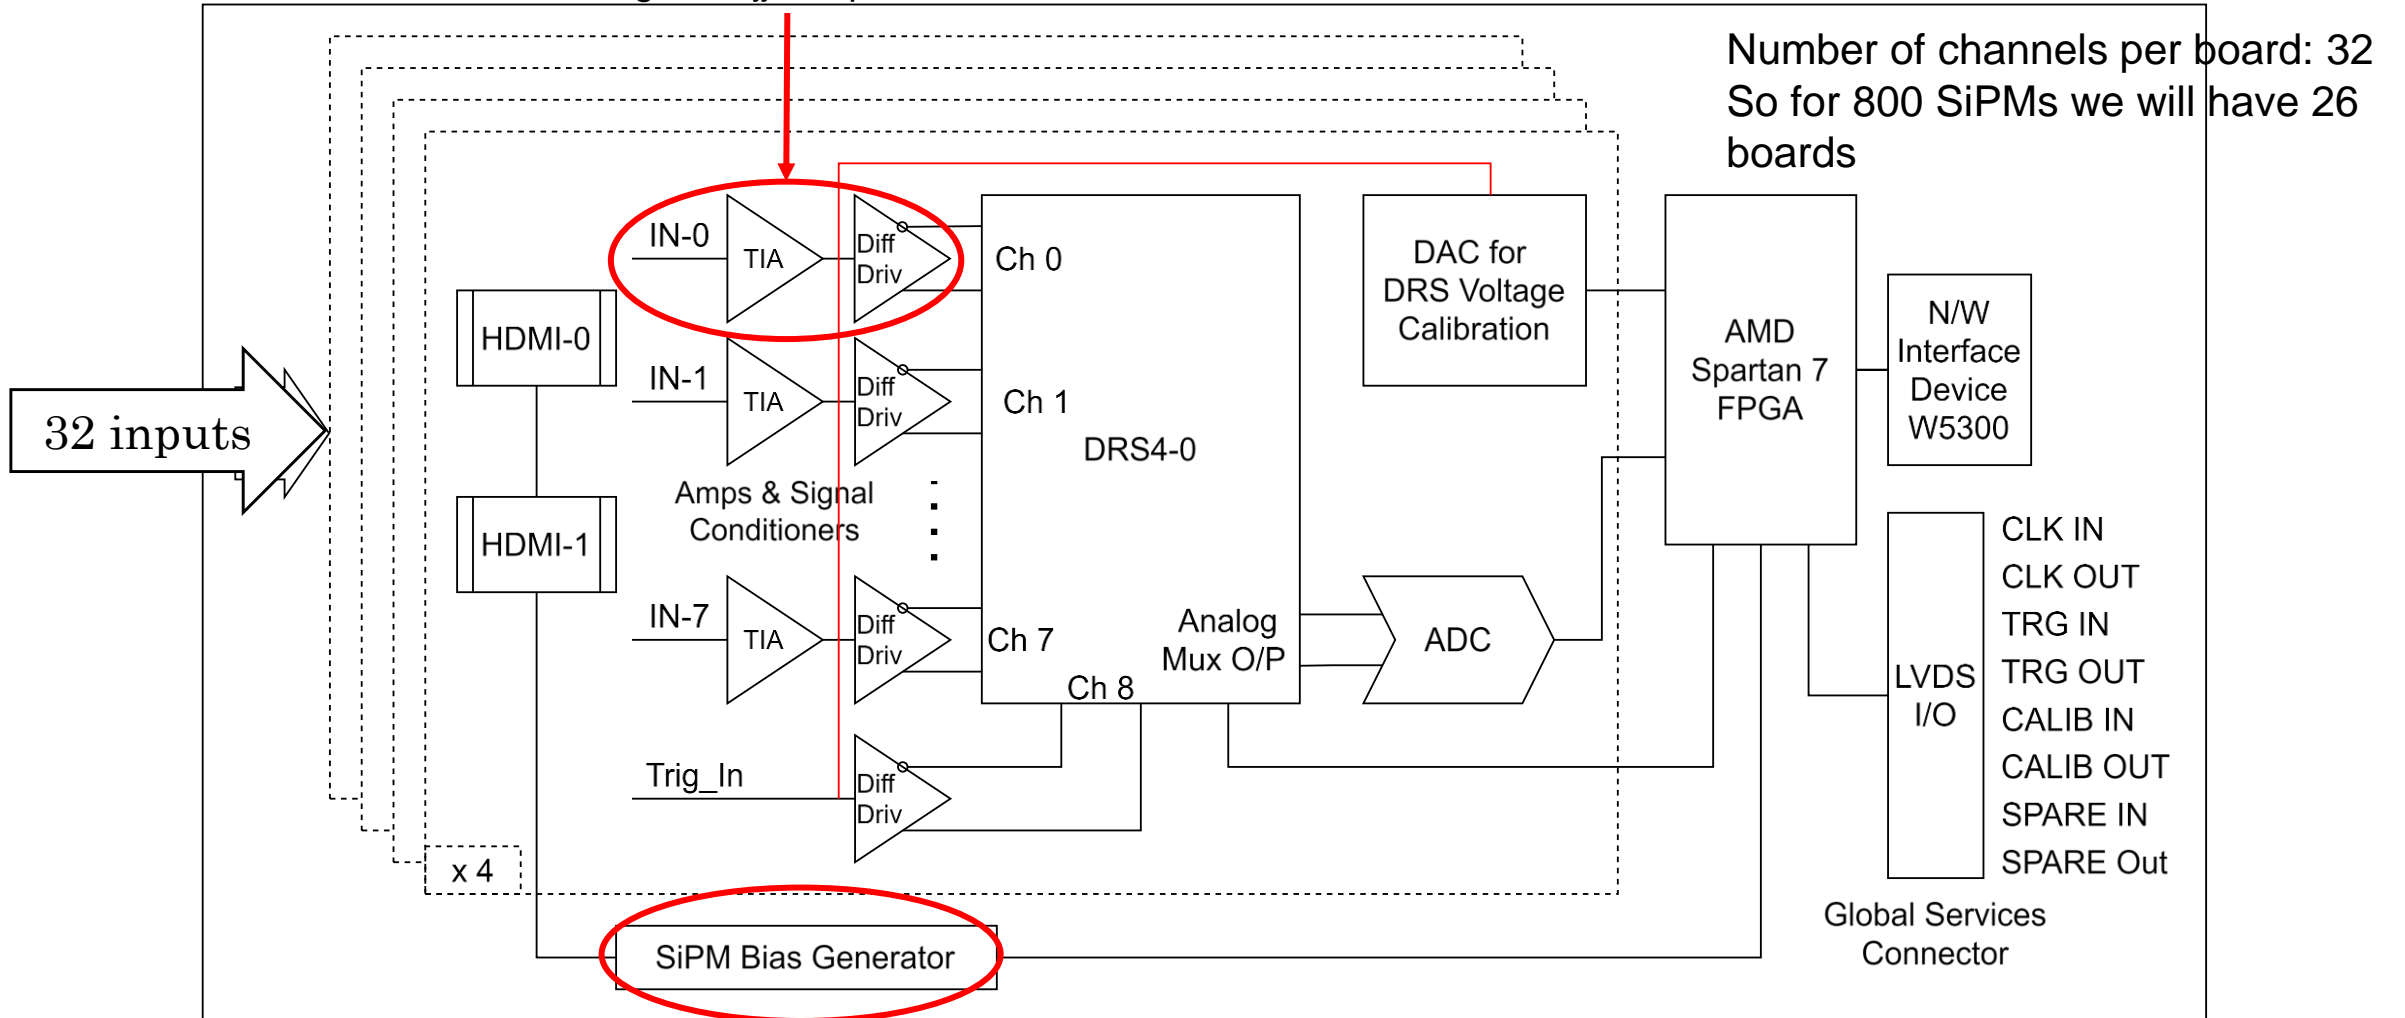 Number of channels per board: 32
So for 800 SiPMs we will have 26
boards
32 inputs
HDMI-0
HDMI-1
IN-0
TIA
Diff
Driv
Ch 0
IN-1
TIA
Diff
Driv
Ch 1
Amps & Signal
Conditioners
DRS4-0
IN-7
TIA
Diff
Driv
Ch 7
Ch 8
Analog
Mux O/P
Trig_In
Diff
Driv
x 4
SiPM Bias Generator
DAC for
DRS Voltage
Calibration
ADC
AMD
Spartan 7
FPGA
N/W
Interface
Device
W5300
LVDS
I/O
CLK IN
CLK OUT
TRG IN
TRG OUT
CALIB IN
CALIB OUT
SPARE IN
SPARE Out
Global Services
Connector